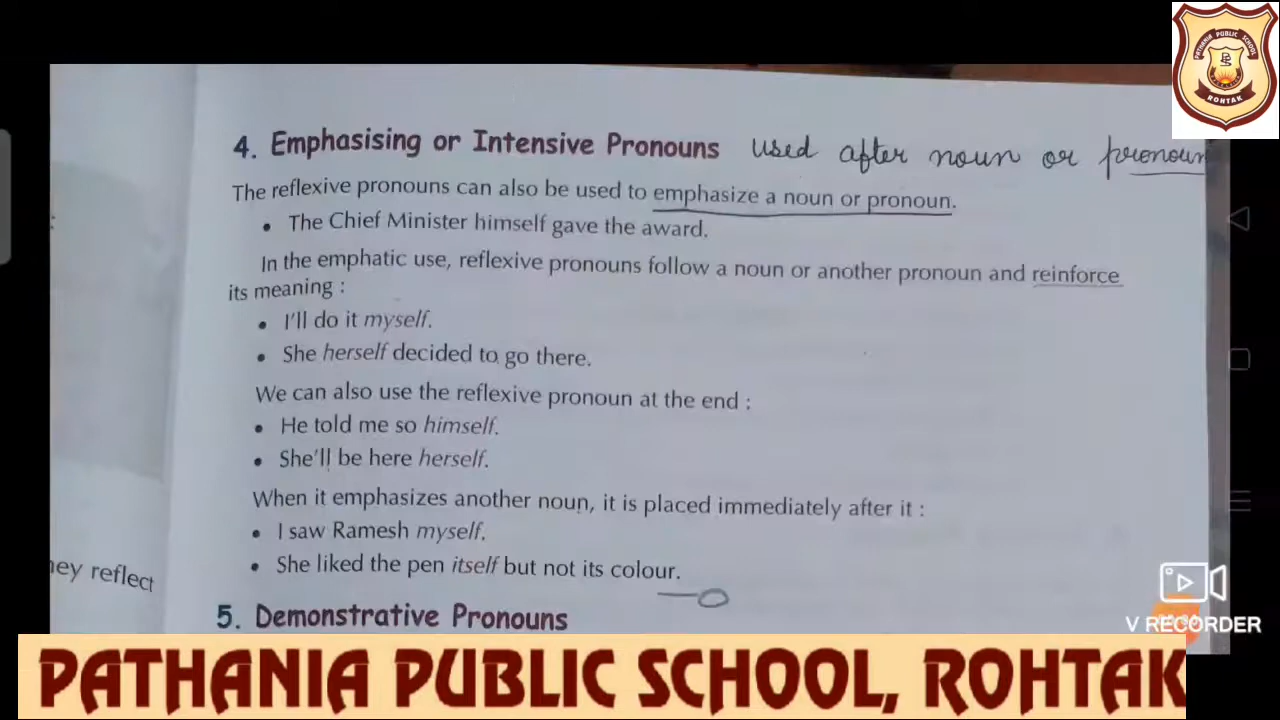 PATHANIA PUBLIC SCHOOL
ROHTAK
4. Emphasising or Intensive Pronouns used after noun or pronoun
The reflexive pronouns can also be used to emphasize a noun or pronoun.
• The Chief Minister himself gave the award.
In the emphatic use, reflexive pronouns follow a noun or another pronoun and reinforce
its meaning :
• I'll do it myself.
• She herself decided to go there.
We can also use the reflexive pronoun at the end :
• He told me so himself.
• She'll be here herself.
When it emphasizes another noun, it is placed immediately after it :
• I saw Ramesh myself.
• She liked the pen itself but not its colour.
hey reflect
5. Demonstrative Pronouns
V RECORDER
PATHANIA PUBLIC SCHOOL, ROHTAK